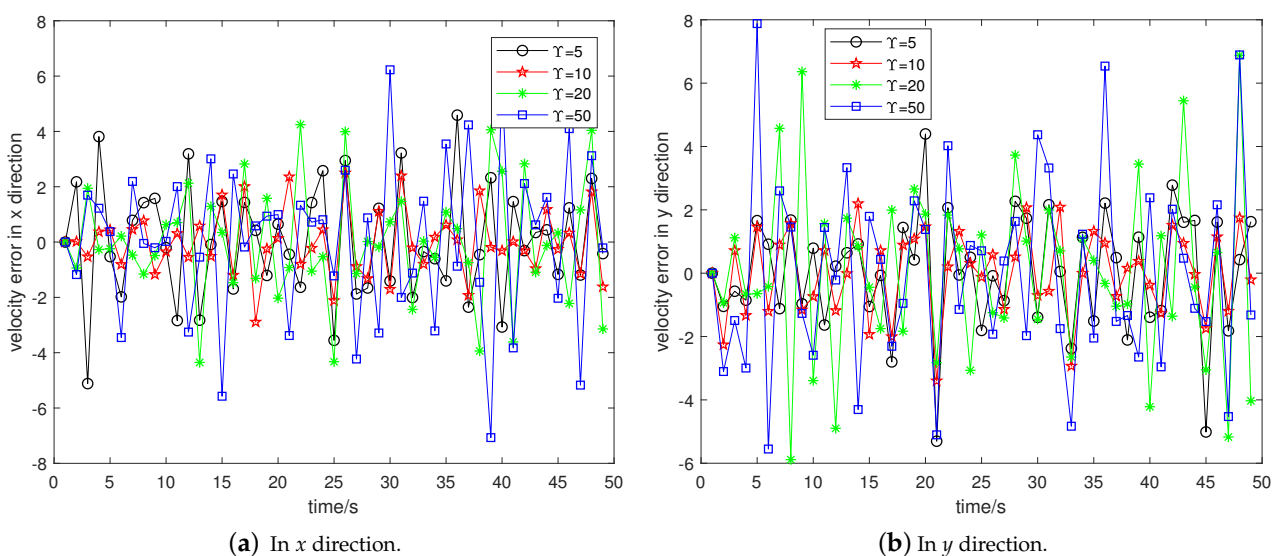 8
6
4
2
0
-2
-4
-6
-8
velocity error in x direction
0 5 10 15 20 25 30 35 40 45 50
time/s
ϒ=5
ϒ=10
ϒ=20
ϒ=50
(a) In x direction.
8
6
4
2
0
-2
-4
-6
velocity error in y direction
0 5 10 15 20 25 30 35 40 45 50
time/s
ϒ=5
ϒ=10
ϒ=20
ϒ=50
(b) In y direction.